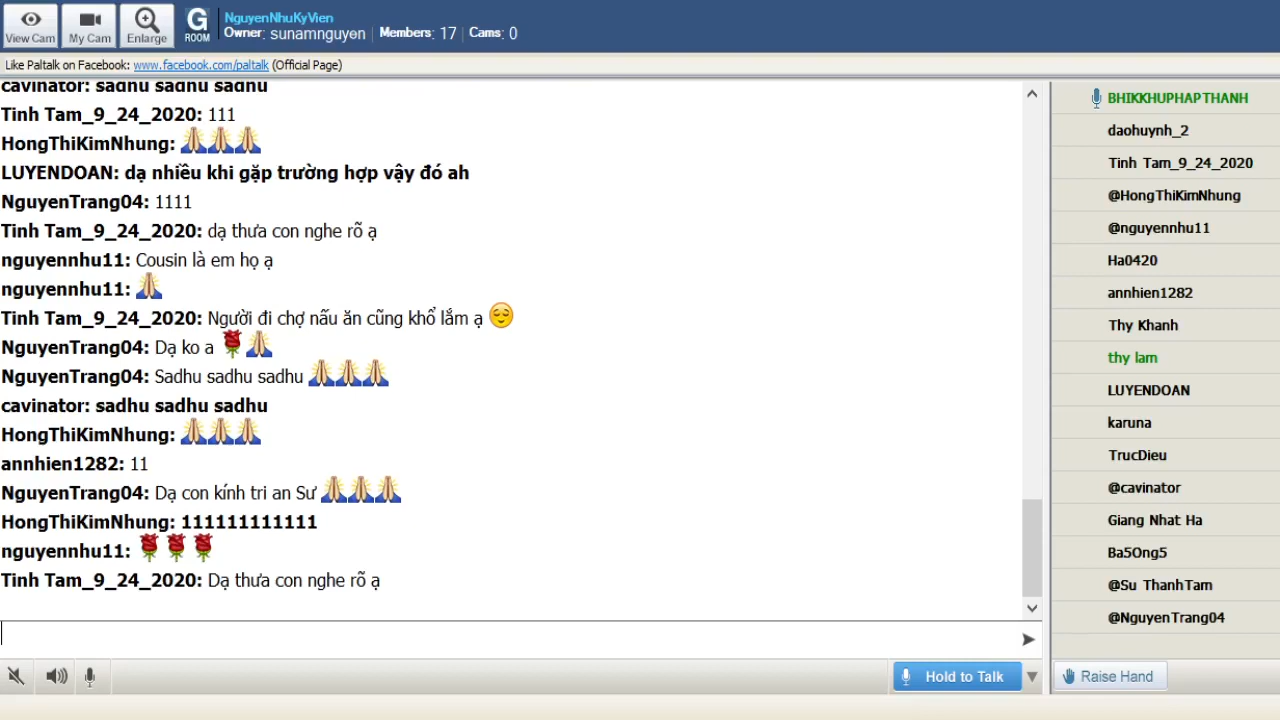 View Cam
My Cam
Enlarge
G
ROOM
NguyenNhuKyVien
Owner: sunamnguyen | Members: 17 | Cams: 0
Like Paltalk on Facebook: www.facebook.com/paltalk (Official Page)
cavinator: sadhu sadhu sadhu
Tinh Tam_9_24_2020: 111
HongThiKimNhung:
LUYENDOAN: dạ nhiều khi gặp trường hợp vậy đó ah
NguyenTrang04: 1111
Tinh Tam_9_24_2020: dạ thưa con nghe rõ ạ
nguyennhu11: Cousin là em họ ạ
nguyennhu11:
Tinh Tam_9_24_2020: Người đi chợ nấu ăn cũng khổ lắm ạ
NguyenTrang04: Dạ ko a
NguyenTrang04: Sadhu sadhu sadhu
cavinator: sadhu sadhu sadhu
HongThiKimNhung:
annhien1282: 11
NguyenTrang04: Dạ con kính tri an Sư
HongThiKimNhung: 111111111111
nguyennhu11:
Tinh Tam_9_24_2020: Dạ thưa con nghe rõ ạ
Hold to Talk
BHIKKHUPHAPTHANH
daohuynh_2
Tinh Tam_9_24_2020
@HongThiKimNhung
@nguyennhu11
Ha0420
annhien1282
Thy Khanh
thy lam
LUYENDOAN
karuna
TrucDieu
@cavinator
Giang Nhat Ha
Ba5Ong5
@Su ThanhTam
@NguyenTrang04
Raise Hand